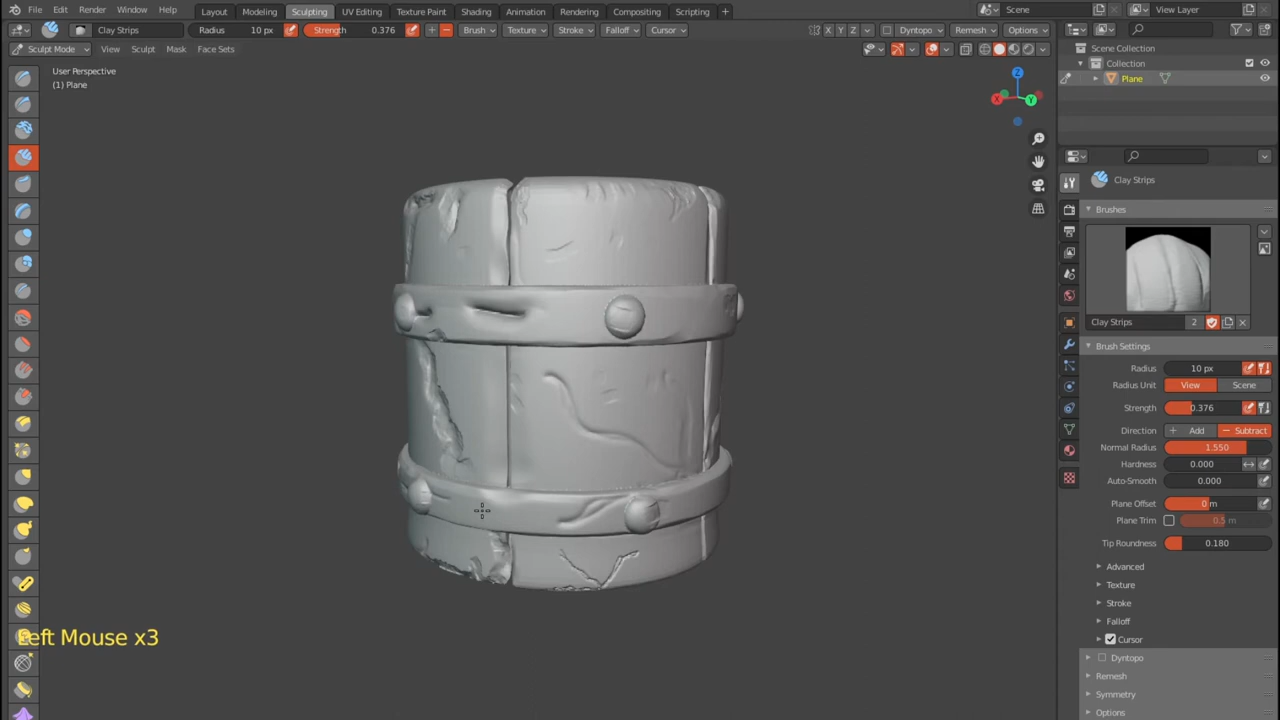 File Edit Render Window Help Layout Modeling Sculpting UV Editing Texture Paint Shading Animation Rendering Compositing Scripting + Scene View Layer
Clay Strips Radius 10 px Strength 0.376 + − Brush Texture Stroke Falloff Cursor X Y Z Dyntopo Remesh Options
Sculpt Mode View Sculpt Mask Face Sets
Scene Collection
Collection
Plane
User Perspective
(1) Plane
Z
X
Y
Clay Strips
Brushes
Clay Strips 2
Brush Settings
Radius 10 px
Radius Unit View Scene
Strength 0.376
Direction + Add − Subtract
Normal Radius 1.550
Hardness 0.000
Auto-Smooth 0.000
Plane Offset 0 m
Plane Trim 0.5 m
Tip Roundness 0.180
Advanced
Texture
Stroke
Falloff
Cursor
Dyntopo
Remesh
Symmetry
Options
Left Mouse x3